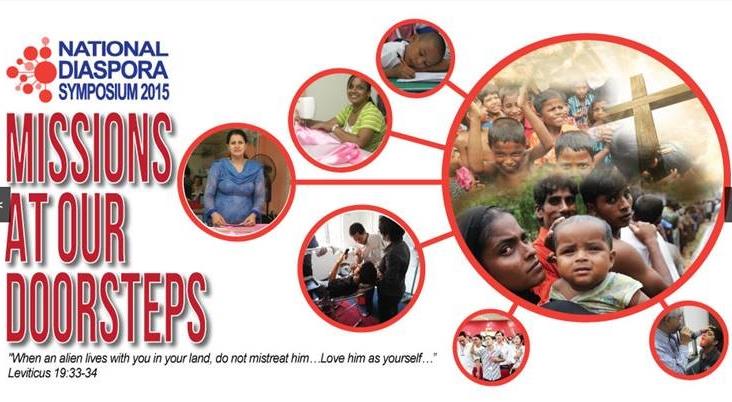 NATIONAL
DIASPORA
SYMPOSIUM 2015
MISSIONS
AT OUR
DOORSTEPS
"When an alien lives with you in your land, do not mistreat him...Love him as yourself..."
Leviticus 19:33-34